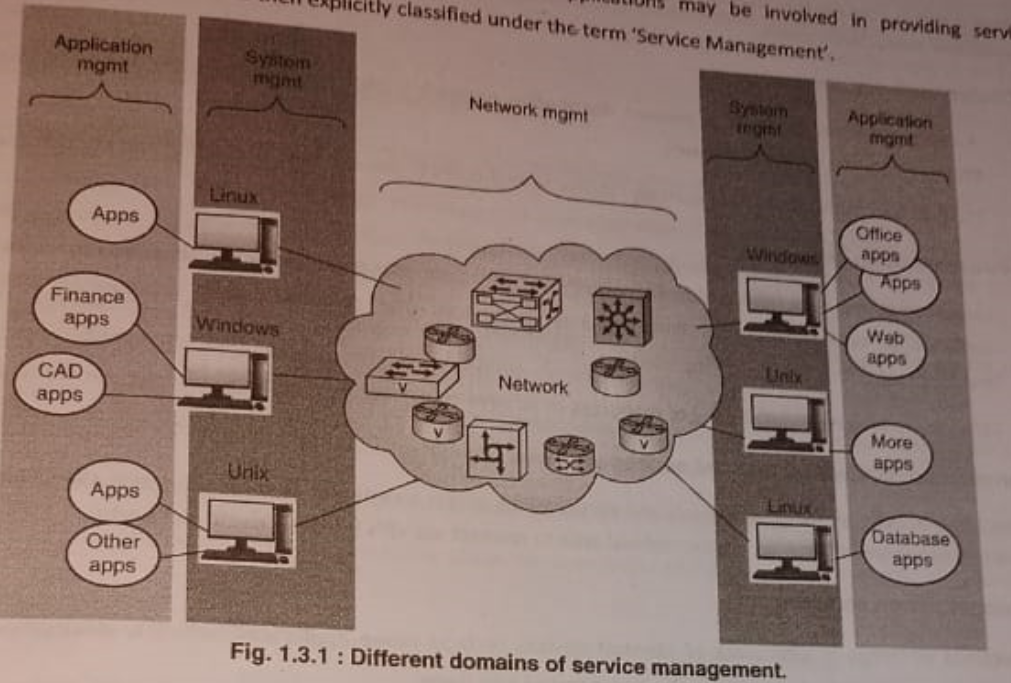 may be involved in providing
explicitly classified under the term 'Service Management'.
Application
mgmt
System
mgmt
Network mgmt
System
mgmt
Application
mgmt
Linux
Apps
Finance
apps
Windows
CAD
apps
Unix
Apps
Other
apps
Network
V
V
V
Windows
Office
apps
Apps
Web
apps
Unix
More
apps
Linux
Database
apps
Fig. 1.3.1 : Different domains of service management.